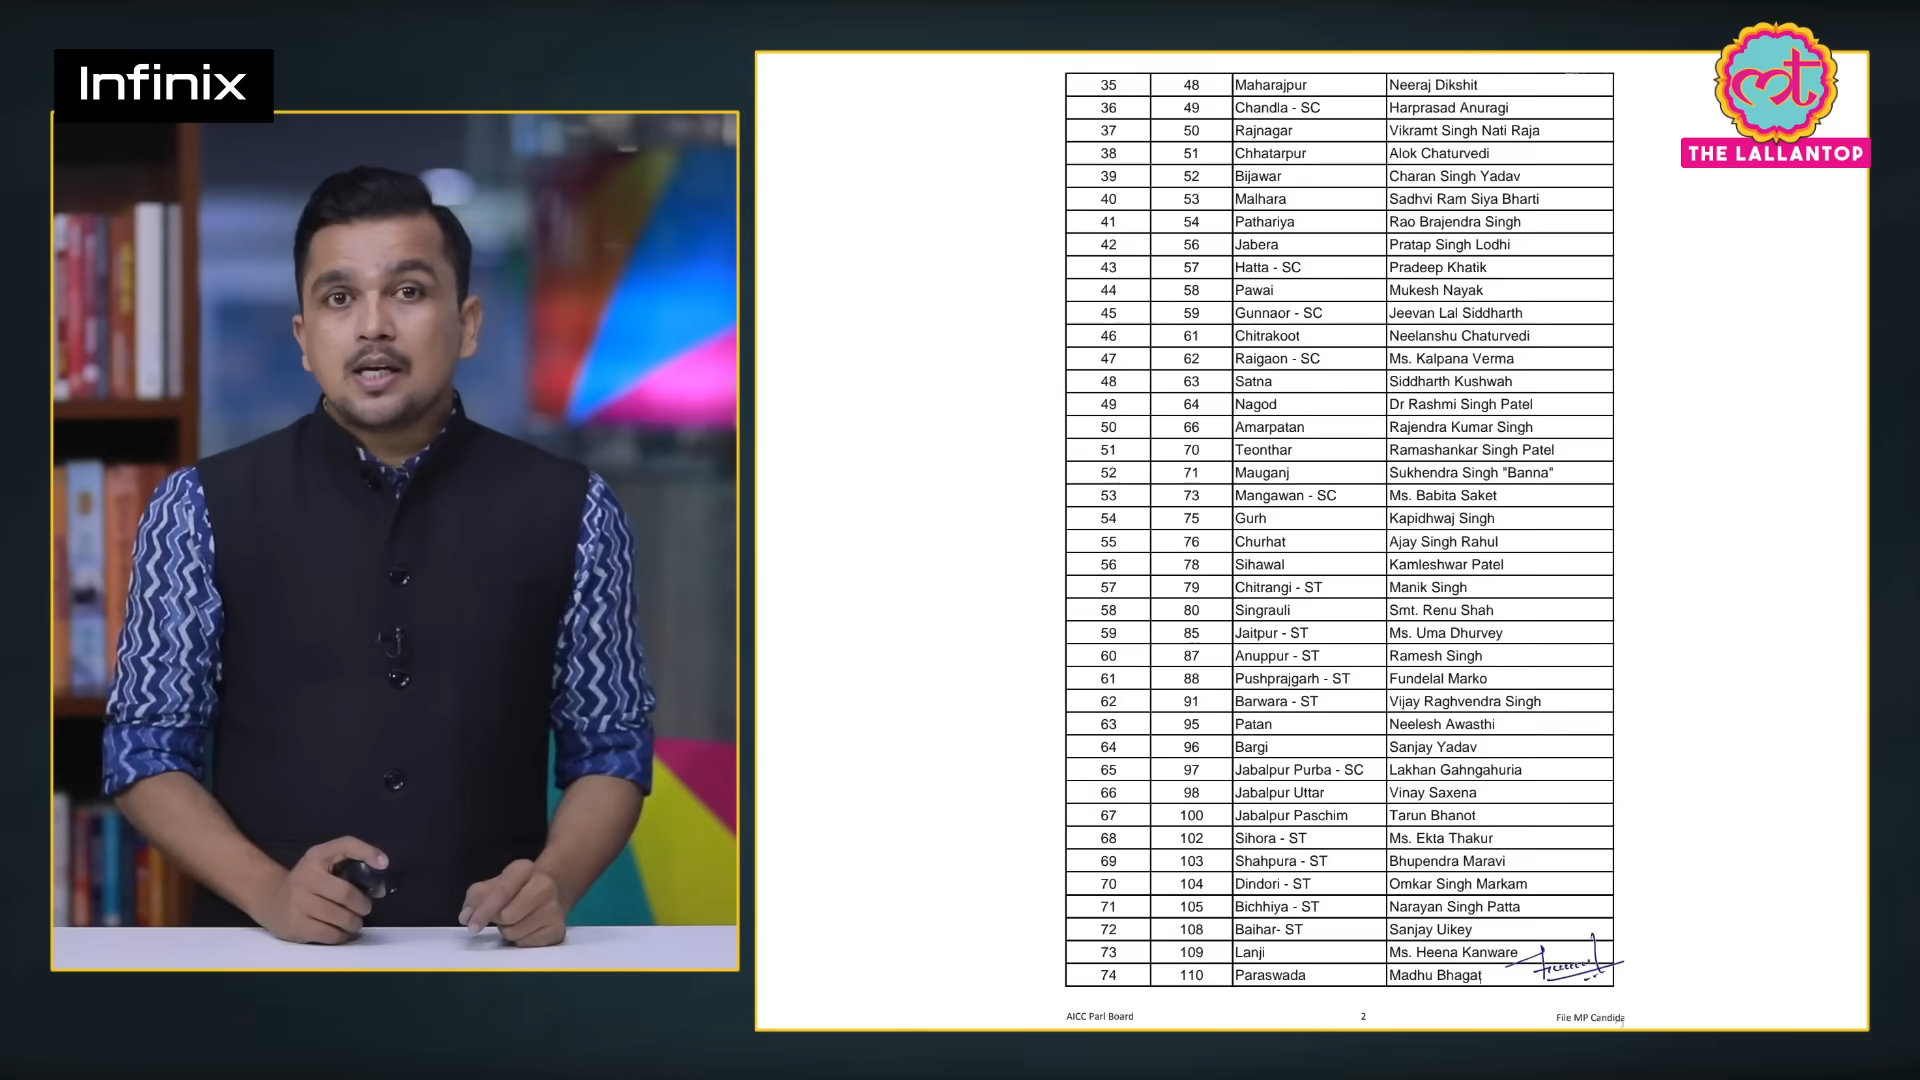 Infinix
THE LALLANTOP
35 48 Maharajpur Neeraj Dikshit
36 49 Chandla - SC Harprasad Anuragi
37 50 Rajnagar Vikramt Singh Nati Raja
38 51 Chhatarpur Alok Chaturvedi
39 52 Bijawar Charan Singh Yadav
40 53 Malhara Sadhvi Ram Siya Bharti
41 54 Pathariya Rao Brajendra Singh
42 56 Jabera Pratap Singh Lodhi
43 57 Hatta - SC Pradeep Khatik
44 58 Pawai Mukesh Nayak
45 59 Gunnaor - SC Jeevan Lal Siddharth
46 61 Chitrakoot Neelanshu Chaturvedi
47 62 Raigaon - SC Ms. Kalpana Verma
48 63 Satna Siddharth Kushwah
49 64 Nagod Dr Rashmi Singh Patel
50 66 Amarpatan Rajendra Kumar Singh
51 70 Teonthar Ramashankar Singh Patel
52 71 Mauganj Sukhendra Singh "Banna"
53 73 Mangawan - SC Ms. Babita Saket
54 75 Gurh Kapidhwaj Singh
55 76 Churhat Ajay Singh Rahul
56 78 Sihawal Kamleshwar Patel
57 79 Chitrangi - ST Manik Singh
58 80 Singrauli Smt. Renu Shah
59 85 Jaitpur - ST Ms. Uma Dhurvey
60 87 Anuppur - ST Ramesh Singh
61 88 Pushprajgarh - ST Fundelal Marko
62 91 Barwara - ST Vijay Raghvendra Singh
63 95 Patan Neelesh Awasthi
64 96 Bargi Sanjay Yadav
65 97 Jabalpur Purba - SC Lakhan Gahngahuria
66 98 Jabalpur Uttar Vinay Saxena
67 100 Jabalpur Paschim Tarun Bhanot
68 102 Sihora - ST Ms. Ekta Thakur
69 103 Shahpura - ST Bhupendra Maravi
70 104 Dindori - ST Omkar Singh Markam
71 105 Bichhiya - ST Narayan Singh Patta
72 108 Baihar- ST Sanjay Uikey
73 109 Lanji Ms. Heena Kanware
74 110 Paraswada Madhu Bhagat
AICC Parl Board 2 File MP Candida